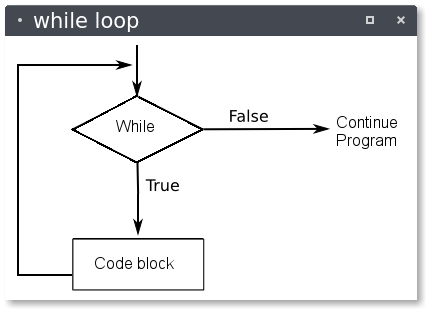 while loop
While
False
Continue
Program
True
Code block